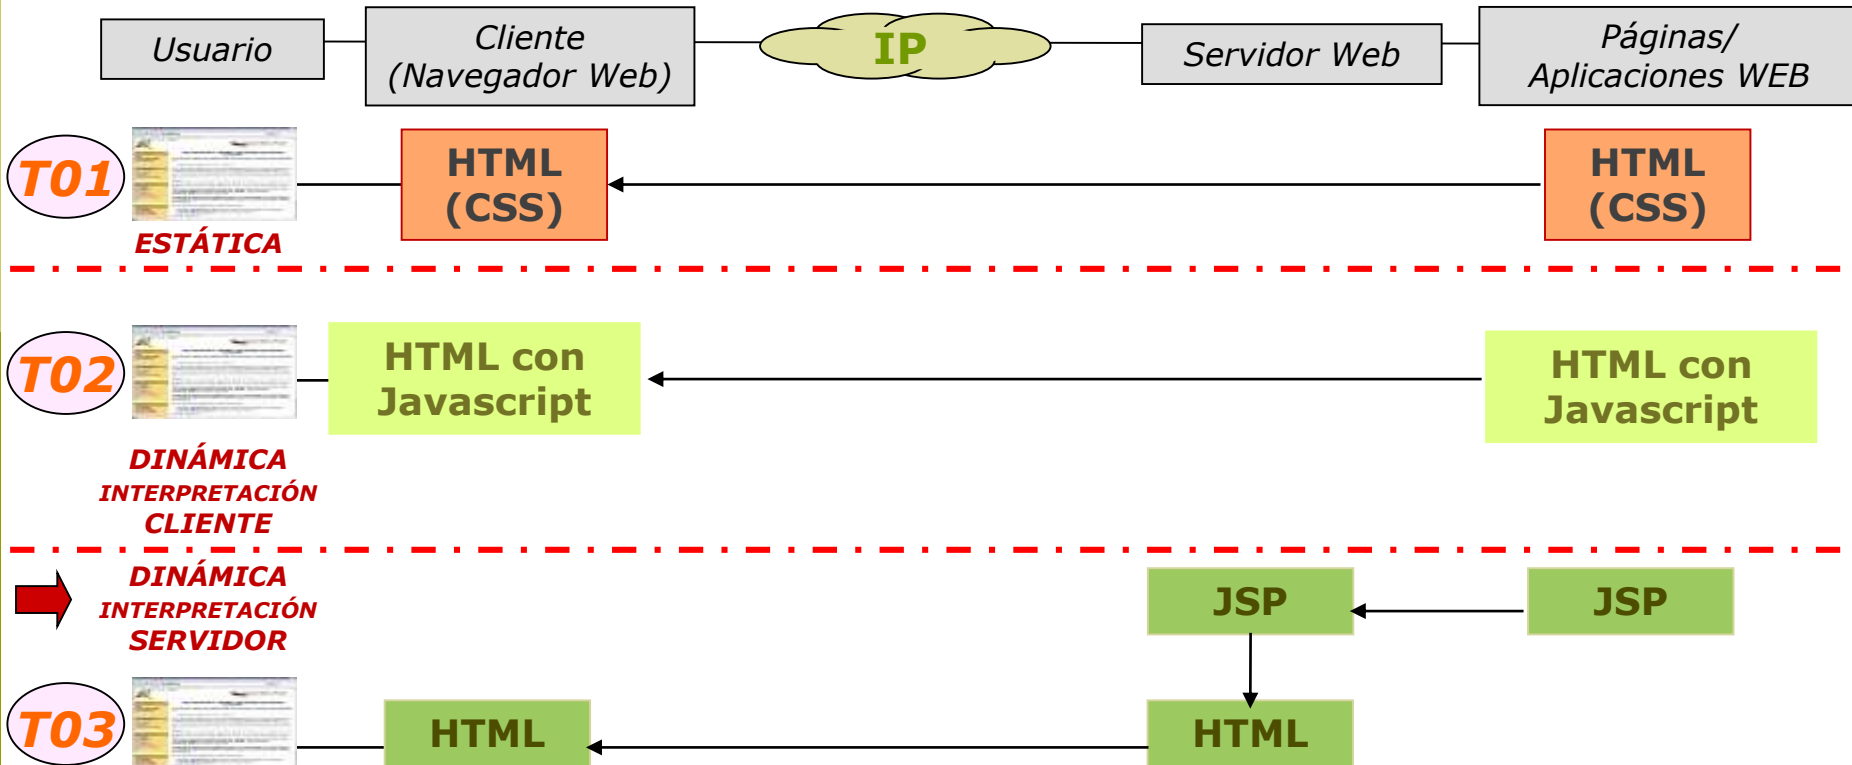 Usuario
Cliente
(Navegador Web)
IP
Servidor Web
Páginas/
Aplicaciones WEB
T01
HTML
(CSS)
HTML
(CSS)
ESTÁTICA
T02
HTML con
Javascript
HTML con
Javascript
DINÁMICA
INTERPRETACIÓN
CLIENTE
DINÁMICA
INTERPRETACIÓN
SERVIDOR
JSP
JSP
T03
HTML
HTML